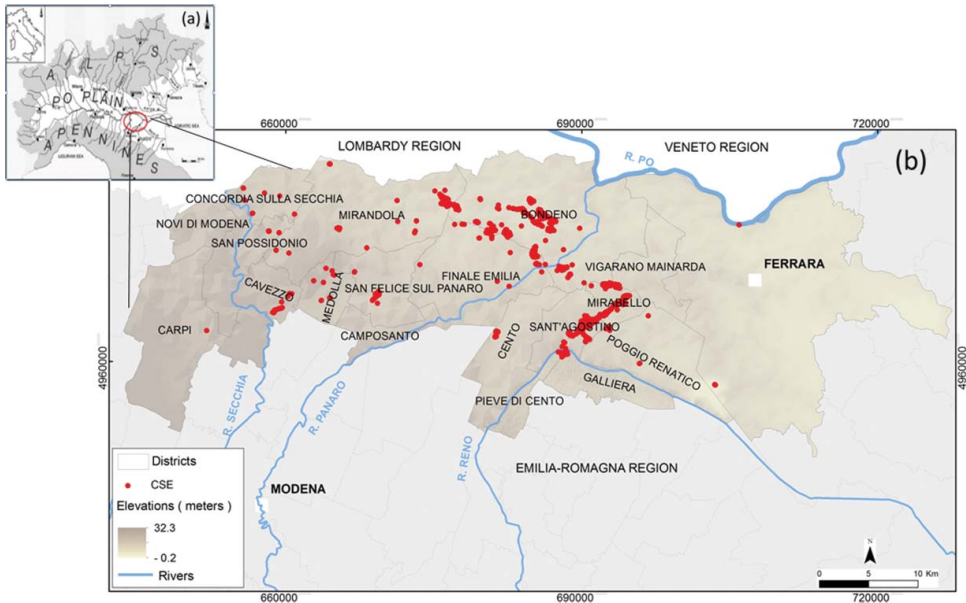 (a)
ALPS
PO PLAIN
APENNINES
LIGURIAN SEA
ADRIATIC SEA
660000
690000
720000
LOMBARDY REGION
VENETO REGION
(b)
R. PO
CONCORDIA SULLA SECCHIA
NOVI DI MODENA
MIRANDOLA
BONDENO
SAN POSSIDONIO
VIGARANO MAINARDA
FERRARA
FINALE EMILIA
CAVEZZO
MEDOLLA
SAN FELICE SUL PANARO
MIRABELLO
CARPI
CAMPOSANTO
CENTO
SANT'AGOSTINO
POGGIO RENATICO
4960000
4960000
GALLIERA
PIEVE DI CENTO
R. SECCHIA
R. PANARO
R. RENO
EMILIA-ROMAGNA REGION
MODENA
Districts
CSE
Elevations ( meters )
32.3
- 0.2
Rivers
N
0 5 10 Km
660000
690000
720000